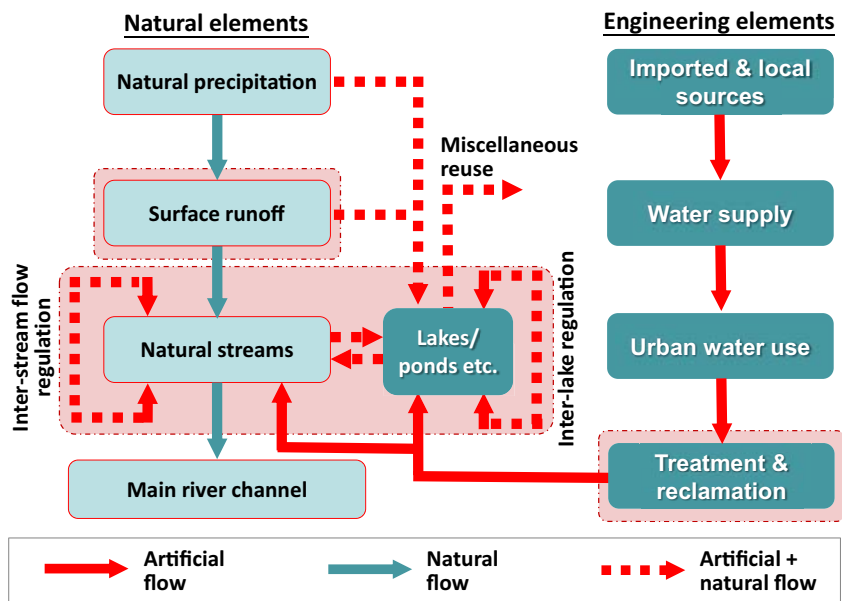 Natural elements
Engineering elements
Natural precipitation
Imported & local
sources
Miscellaneous
reuse
Surface runoff
Water supply
Inter-stream flow
regulation
Natural streams
Lakes/
ponds etc.
Inter-lake regulation
Urban water use
Main river channel
Treatment &
reclamation
Artificial
flow
Natural
flow
Artificial +
natural flow